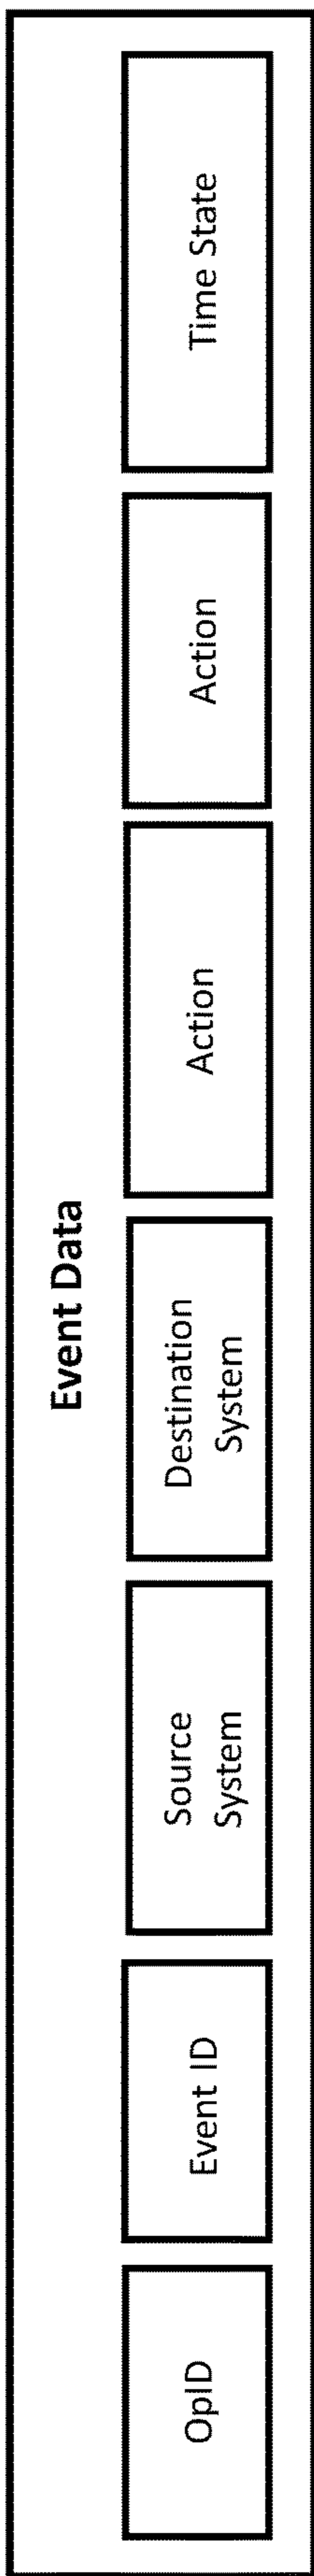 Event Data
OpID
Event ID
Source
System
Destination
System
Action
Action
Time State